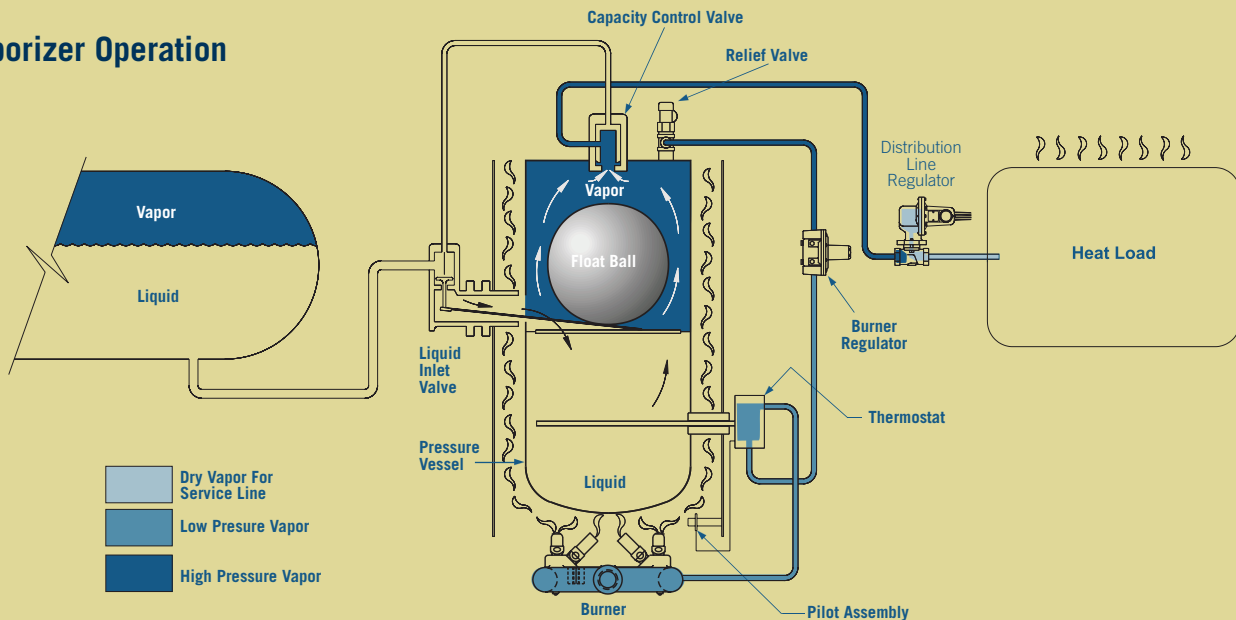 Capacity Control Valve
porizer Operation
Relief Valve
Distribution
Line
Regulator
Vapor
Vapor
Float Ball
Heat Load
Liquid
Burner
Regulator
Liquid
Inlet
Valve
Thermostat
Pressure
Vessel
Liquid
Dry Vapor For
Service Line
Low Presure Vapor
High Pressure Vapor
Burner
Pilot Assembly